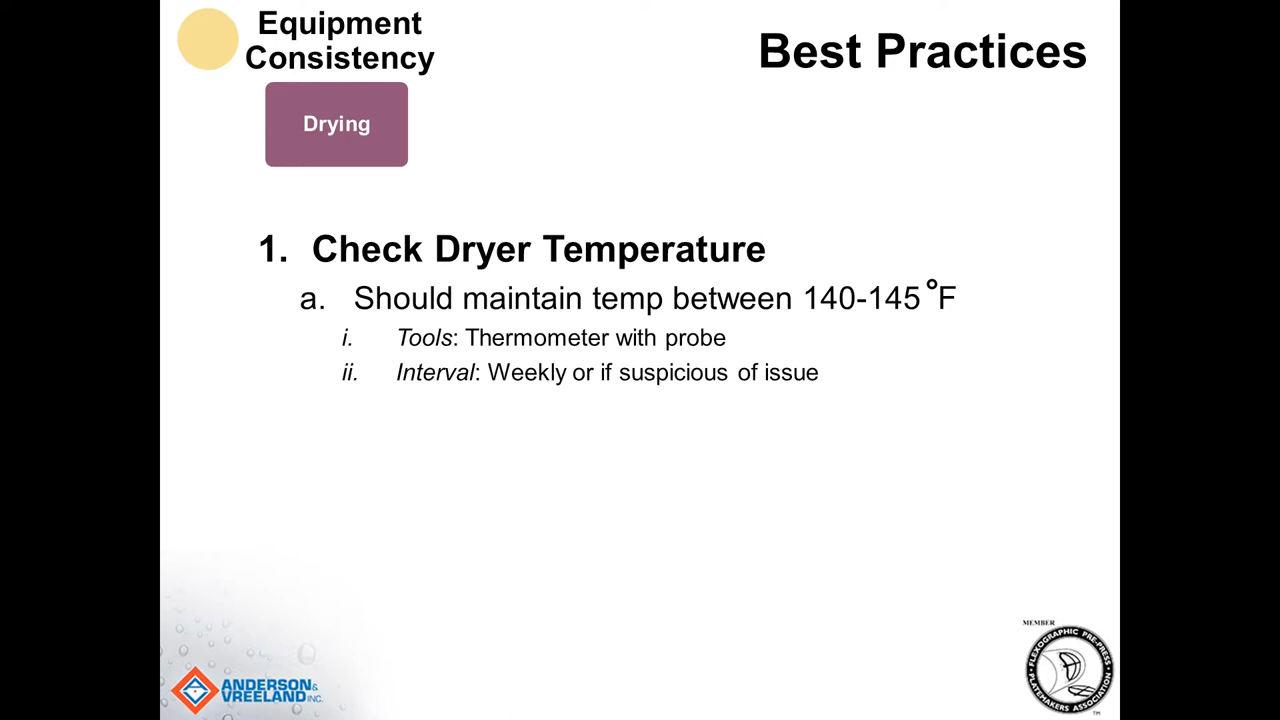 Equipment
Consistency
Best Practices
Drying
1. Check Dryer Temperature
a. Should maintain temp between 140-145°F
i. Tools: Thermometer with probe
ii. Interval: Weekly or if suspicious of issue
MEMBER
FLEXOGRAPHIC PRE-PRESS
PLATEMAKERS ASSOCIATION
TM
ANDERSON &
VREELAND INC.